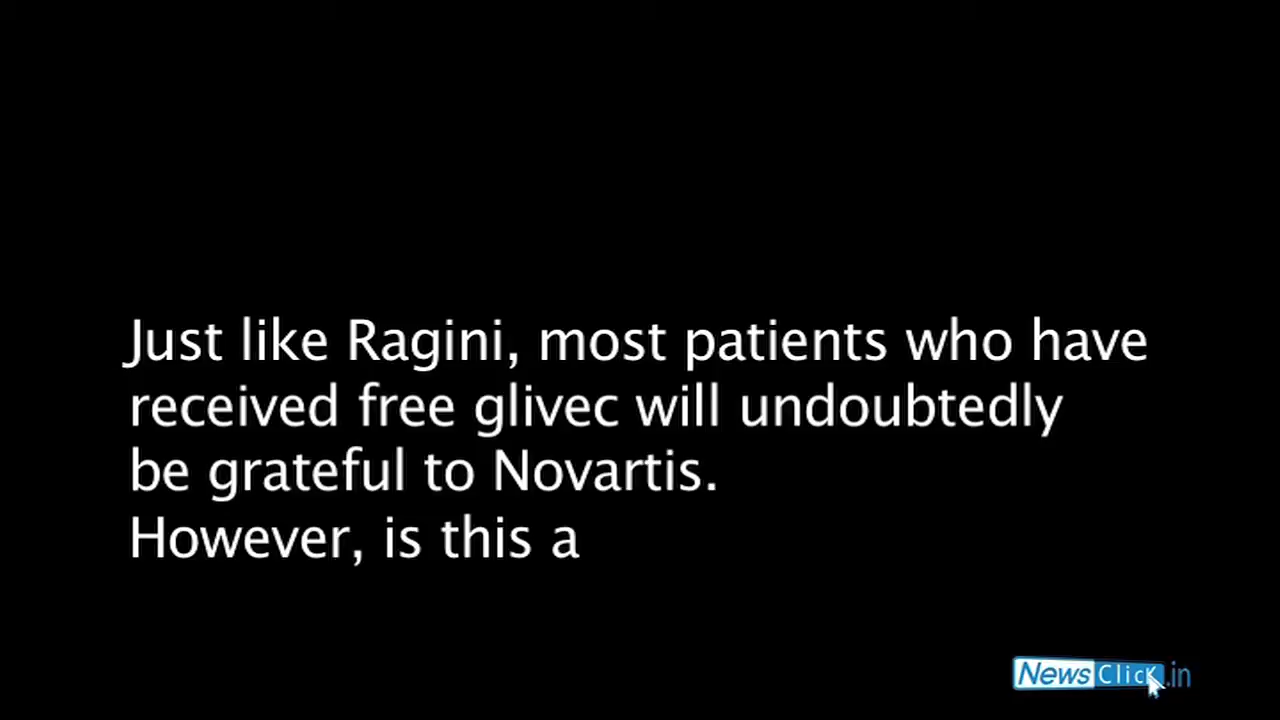 Just like Ragini, most patients who have
received free glivec will undoubtedly
be grateful to Novartis.
However, is this a
NewsClick.in